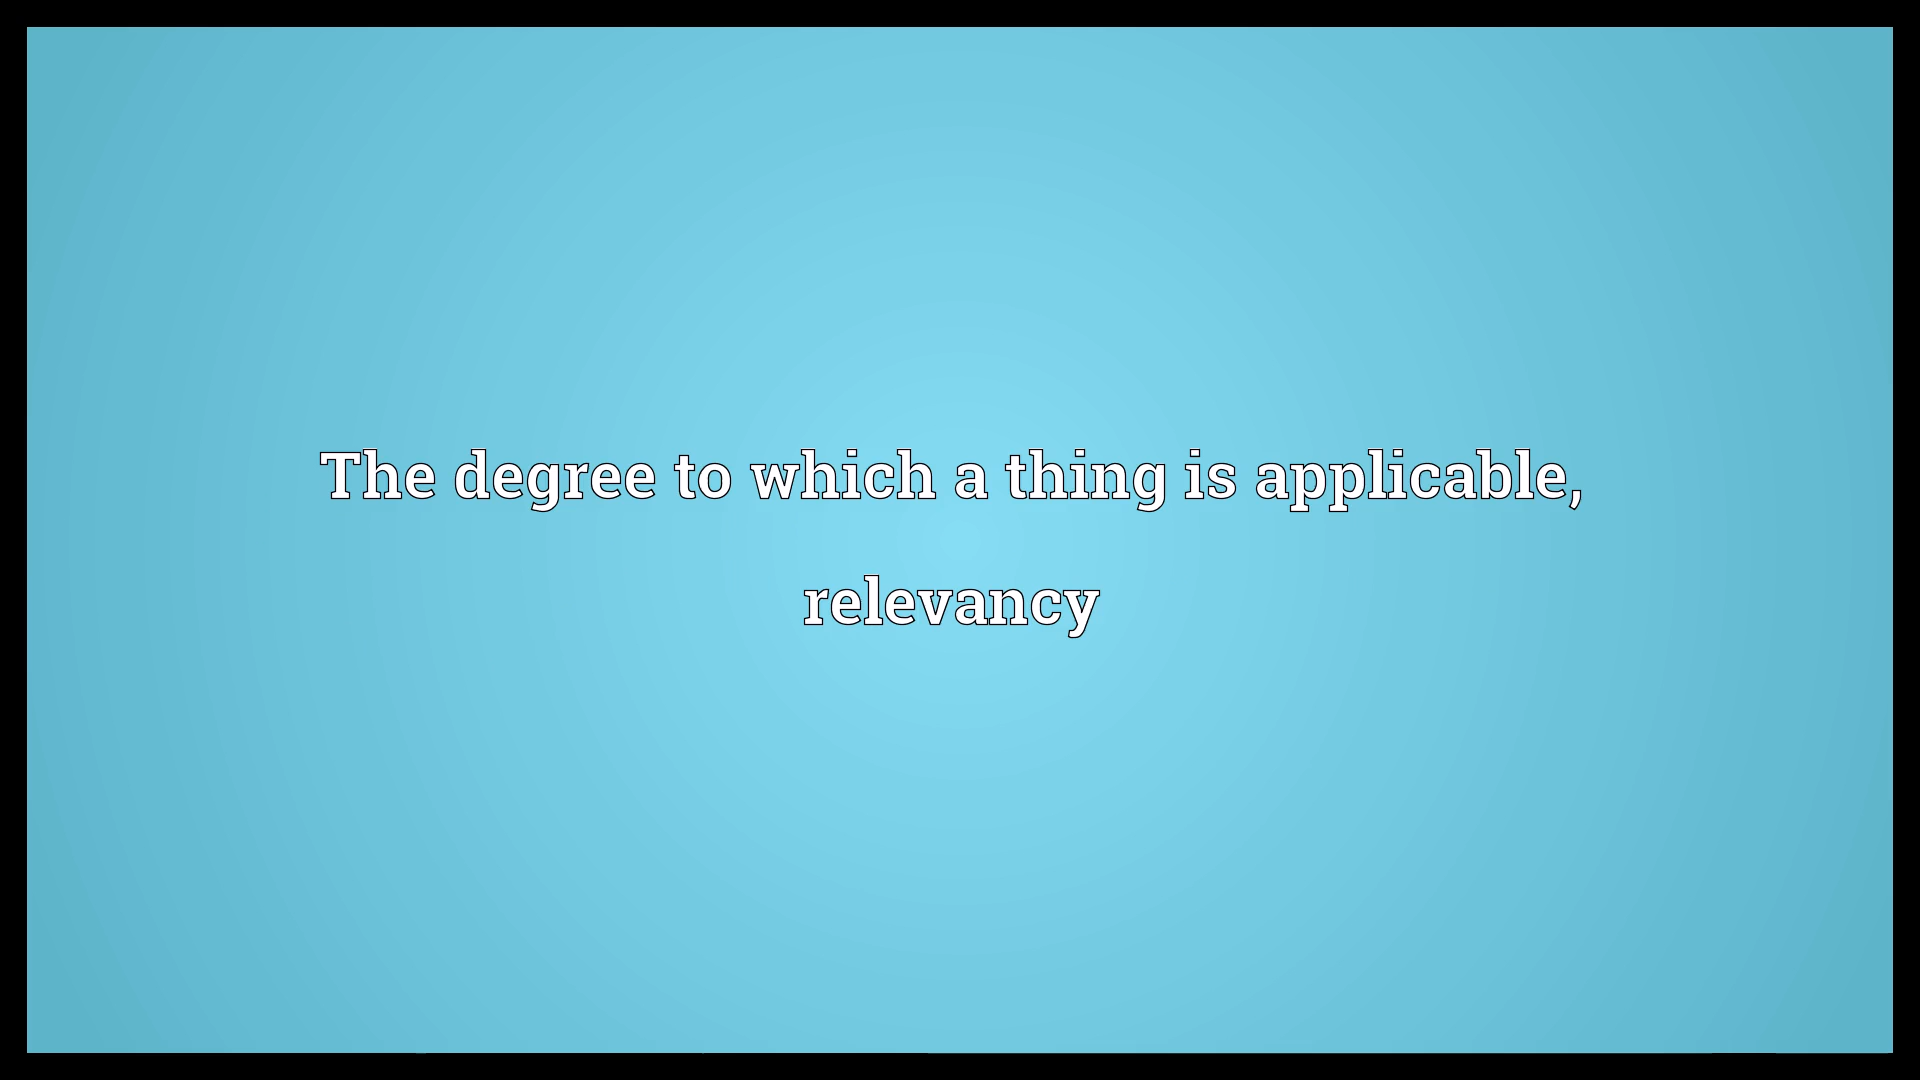 The degree to which a thing is applicable,
relevancy